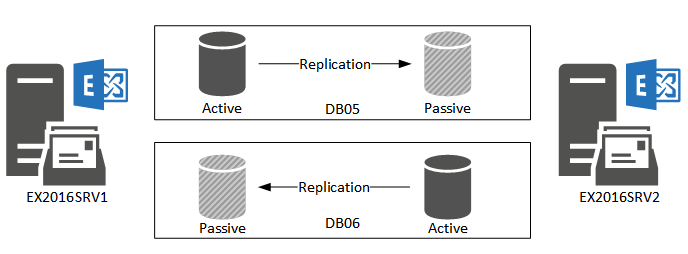 E
Replication
Active
DB05
Passive
E
EX2016SRV1
Replication
Passive
DB06
Active
EX2016SRV2